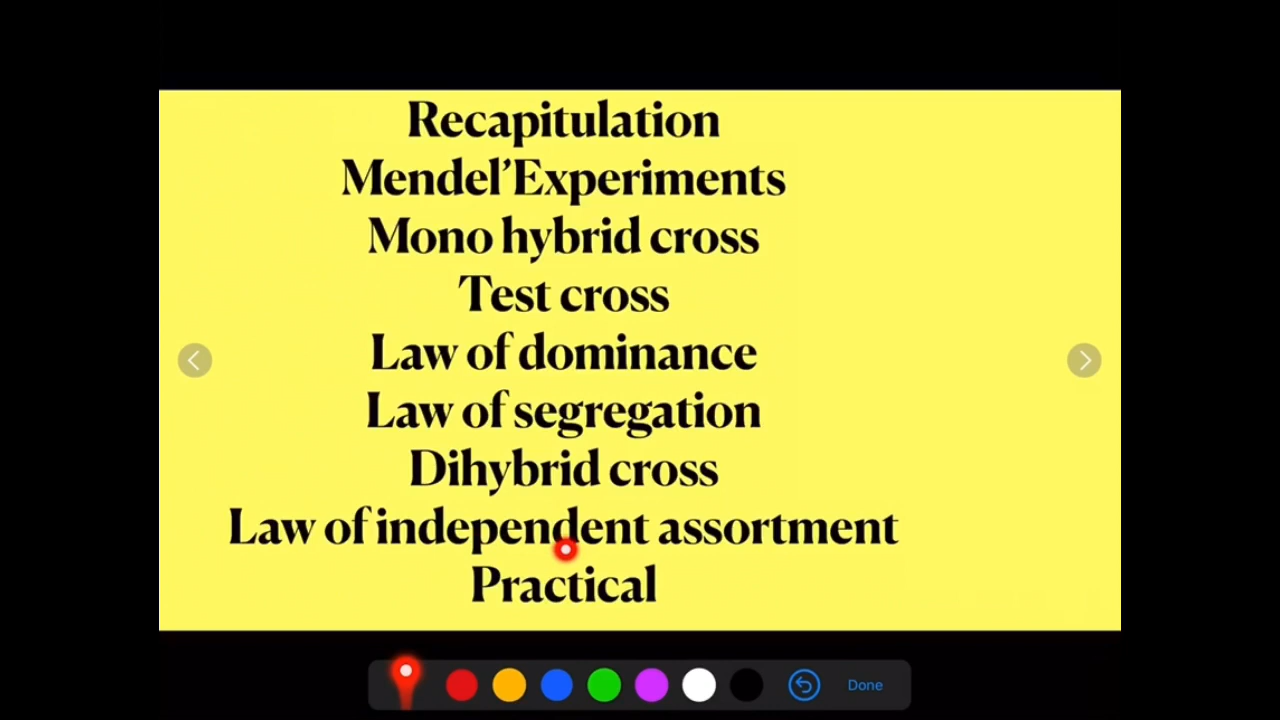 Recapitulation
Mendel’Experiments
Mono hybrid cross
Test cross
Law of dominance
Law of segregation
Dihybrid cross
Law of independent assortment
Practical
Done